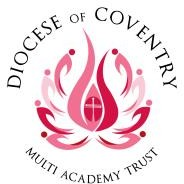 DIOCESE OF COVENTRY
MULTI ACADEMY TRUST